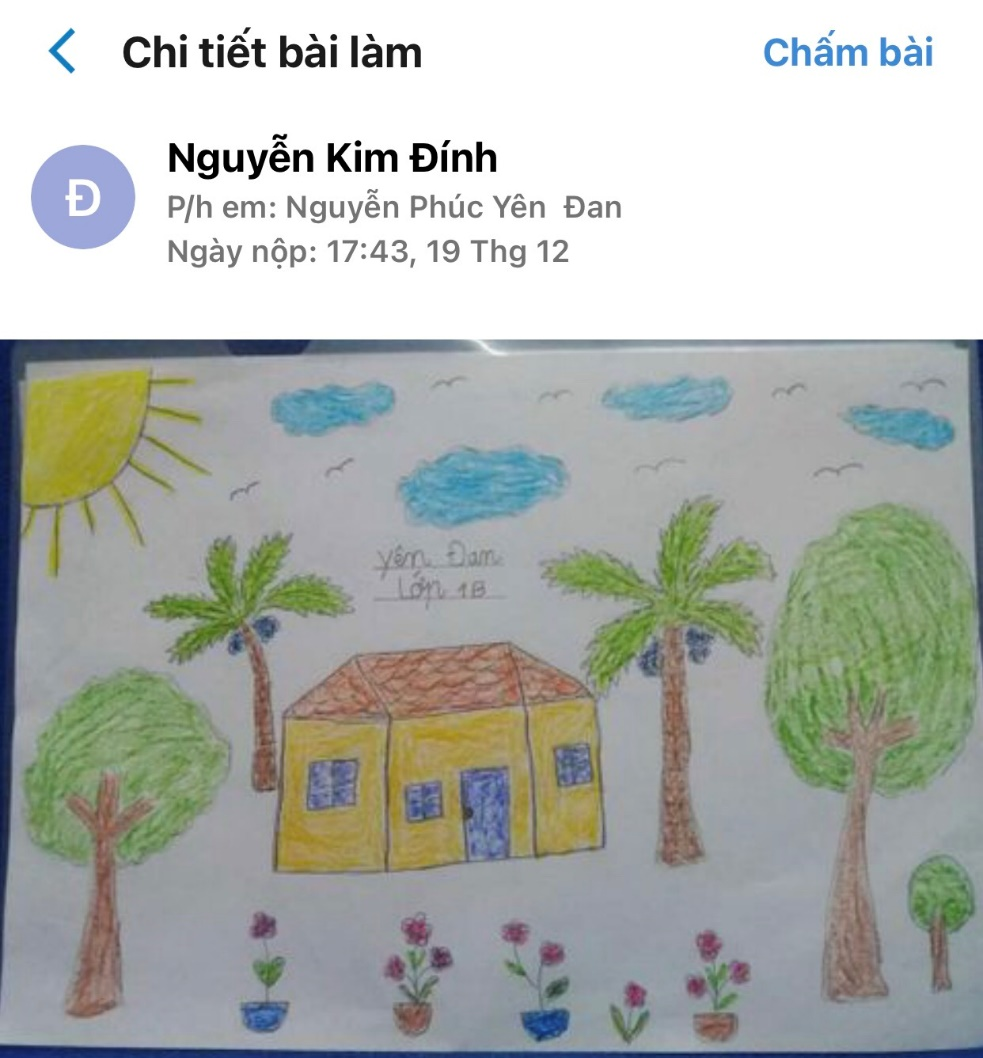 Chi tiết bài làm
Chấm bài
Nguyễn Kim Đính
Đ
P/h em: Nguyễn Phúc Yên Đan
Ngày nộp: 17:43, 19 Thg 12
yên Đan
Lớp 1B